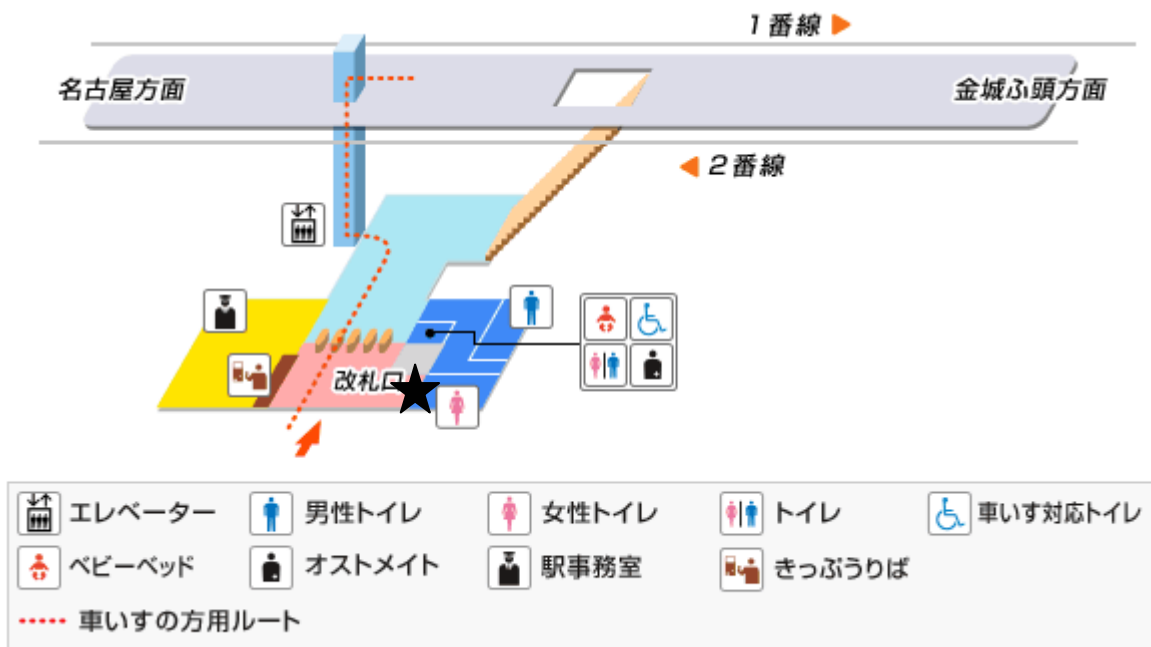 1番線
名古屋方面
金城ふ頭方面
2番線
改札口
エレベーター
男性トイレ
女性トイレ
トイレ
車いす対応トイレ
ベビーベッド
オストメイト
駅事務室
きっぷうりば
車いすの方用ルート